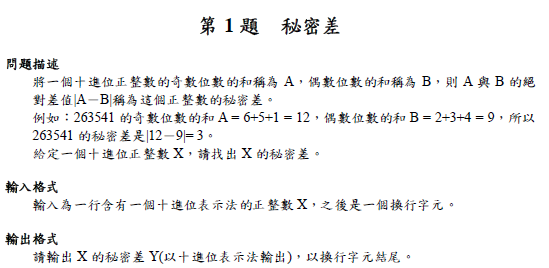 第 1 題　秘密差
問題描述
將一個十進位正整數的奇數位數的和稱為 A，偶數位數的和稱為 B，則 A 與 B 的絕
對差值|A－B|稱為這個正整數的秘密差。
例如：263541 的奇數位數的和 A = 6+5+1 = 12，偶數位數的和 B = 2+3+4 = 9，所以
263541 的秘密差是|12－9|= 3。
給定一個十進位正整數 X，請找出 X 的秘密差。
輸入格式
輸入為一行含有一個十進位表示法的正整數 X，之後是一個換行字元。
輸出格式
請輸出 X 的秘密差 Y(以十進位表示法輸出)，以換行字元結尾。